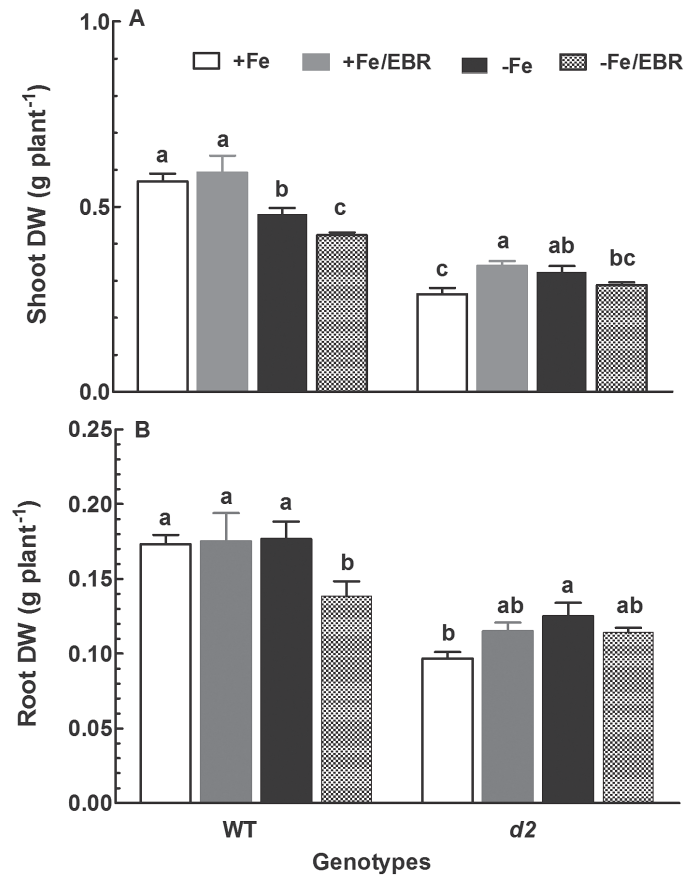 A
+Fe +Fe/EBR -Fe -Fe/EBR
Shoot DW (g plant⁻¹)
1.0
0.5
0.0
a a b c c a ab bc
B
Root DW (g plant⁻¹)
0.25
0.20
0.15
0.10
0.05
0.00
a a a b b ab a ab
WT d2
Genotypes